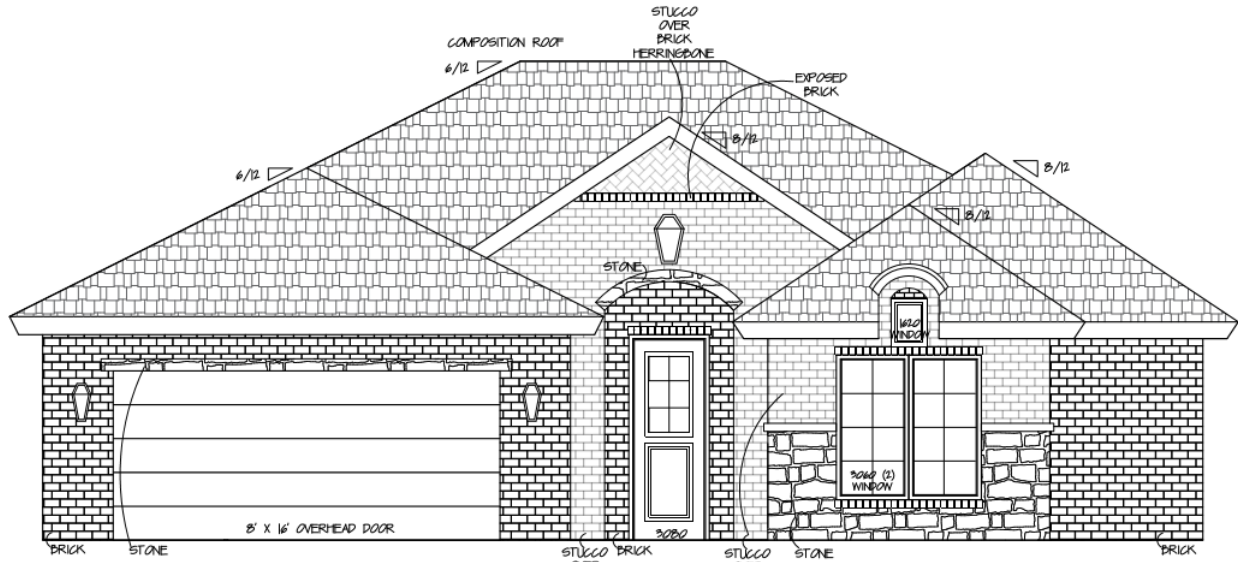 STUCCO
OVER
BRICK
HERRINGBONE
COMPOSITION ROOF
6/12
EXPOSED
BRICK
8/12
6/12
8/12
8/12
STONE
1620
WINDOW
3060 (2)
WINDOW
8' X 16' OVERHEAD DOOR
3080
BRICK
STONE
STUCCO
BRICK
STUCCO
STONE
BRICK